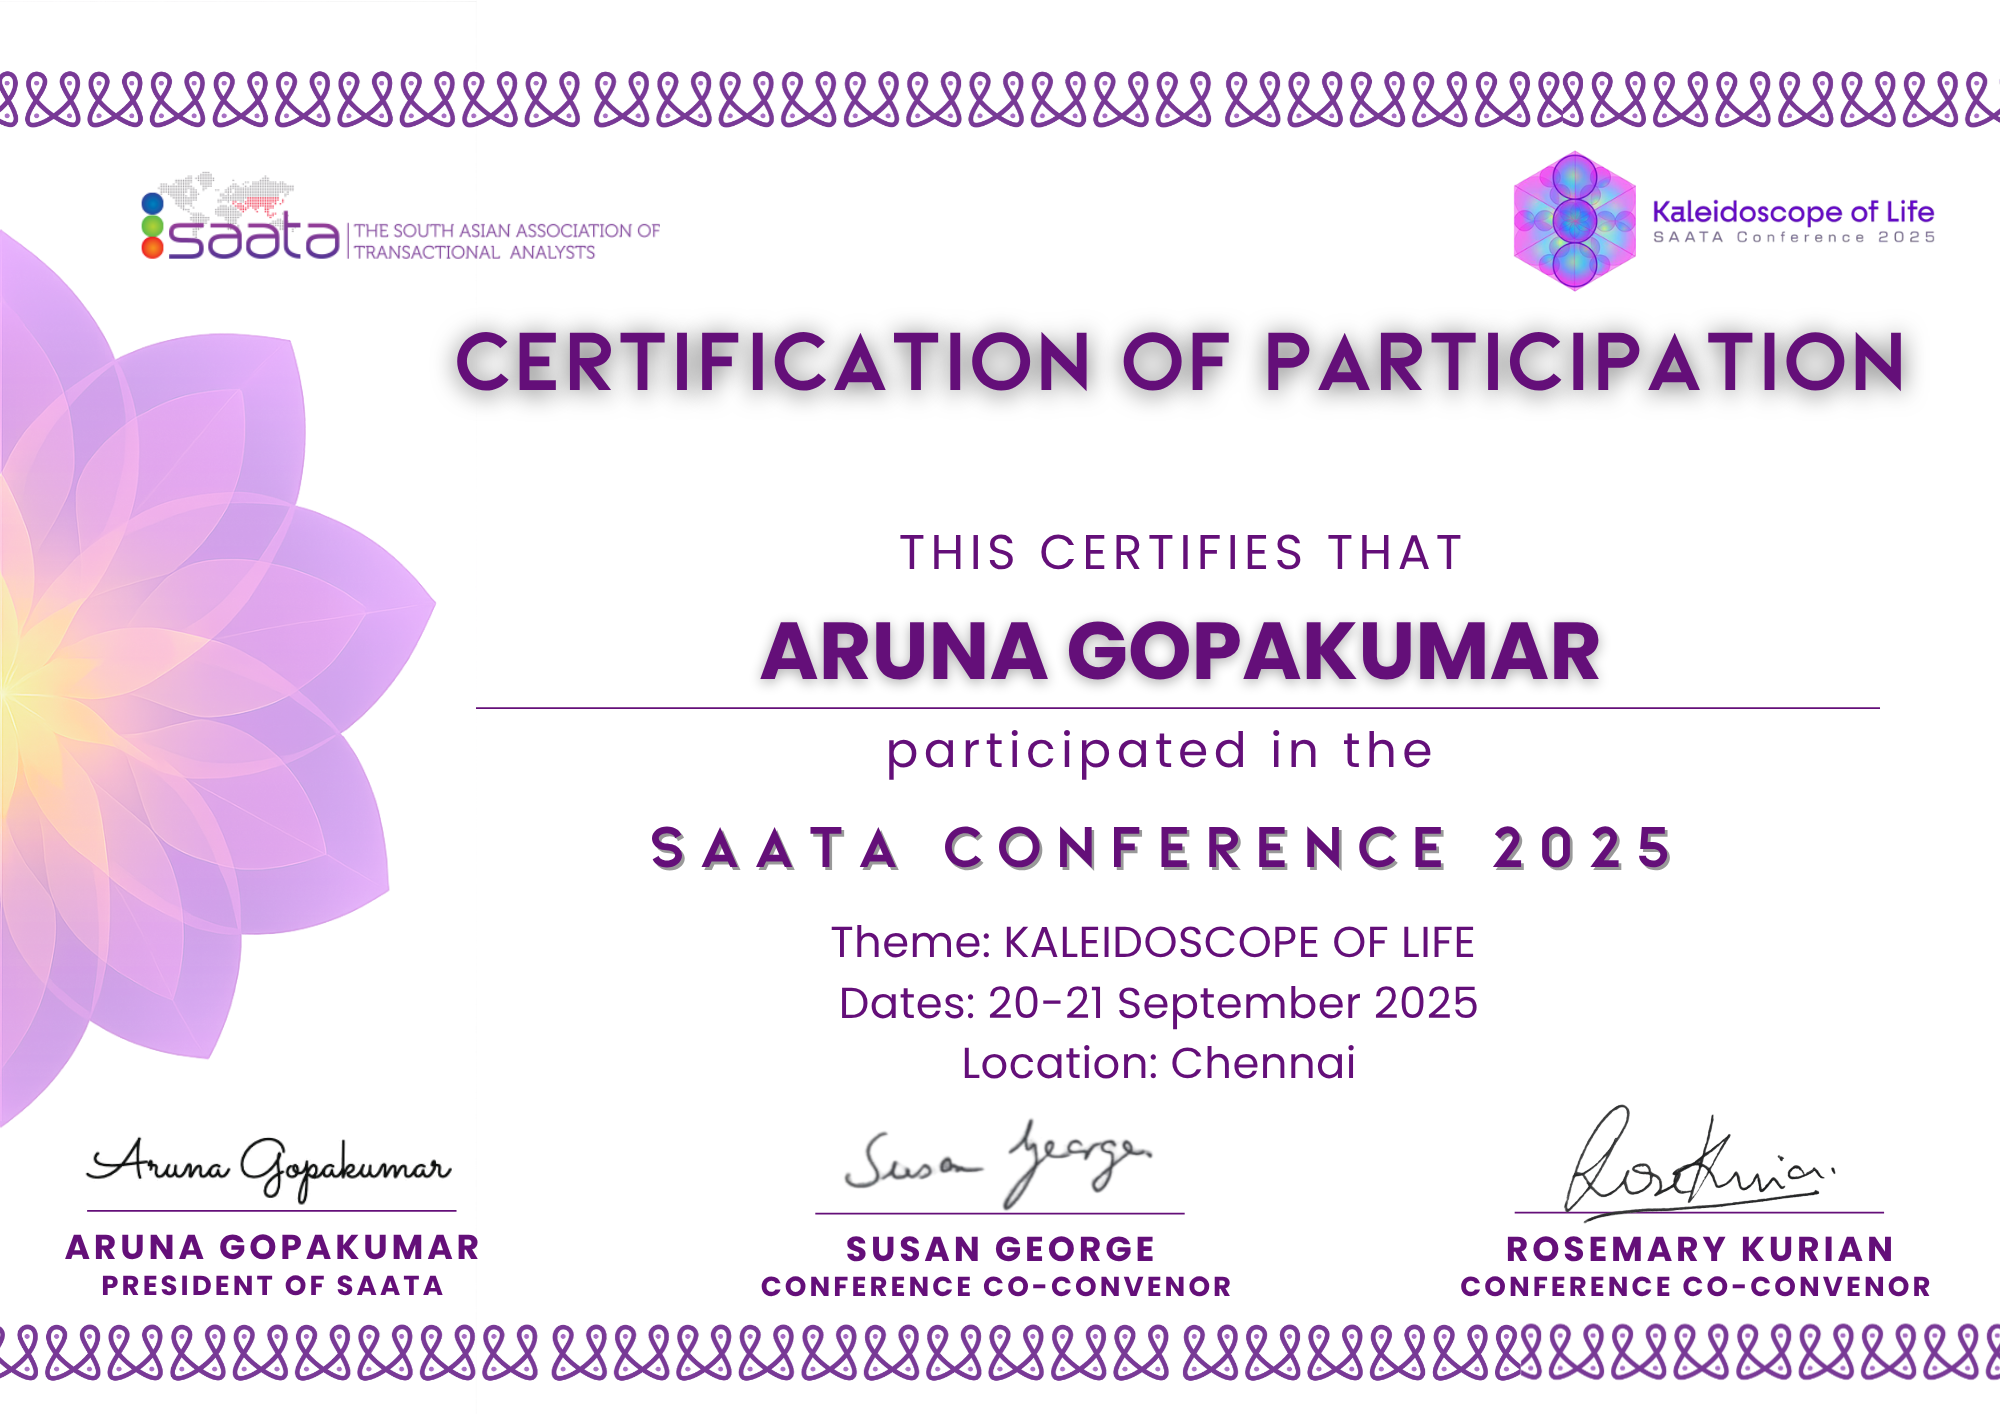 saata
THE SOUTH ASIAN ASSOCIATION OF
TRANSACTIONAL ANALYSTS
Kaleidoscope of Life
SAATA Conference 2025
CERTIFICATION OF PARTICIPATION
THIS CERTIFIES THAT
ARUNA GOPAKUMAR
participated in the
SAATA CONFERENCE 2025
Theme: KALEIDOSCOPE OF LIFE
Dates: 20-21 September 2025
Location: Chennai
Aruna Gopakumar
ARUNA GOPAKUMAR
PRESIDENT OF SAATA
Susan George
SUSAN GEORGE
CONFERENCE CO-CONVENOR
RoseKurian
ROSEMARY KURIAN
CONFERENCE CO-CONVENOR